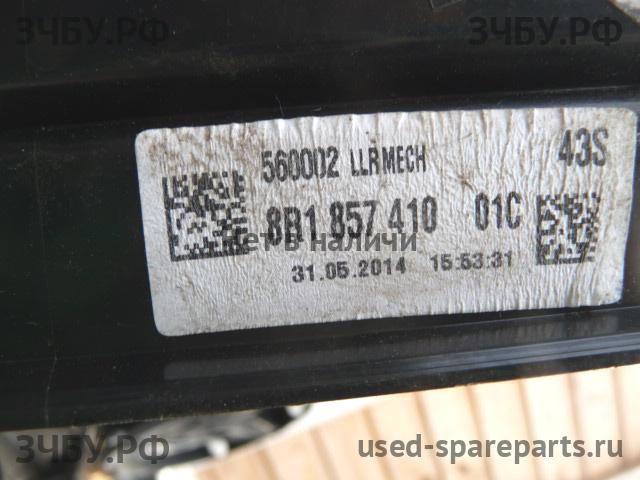 ЗЧБУ.РФ
ЗЧБУ.РФ
560002 LLRMECH 43S
8B1.857.410 01C
Нет в наличи
31.05.2014 15:53:31
ЗЧБУ.РФ
used-spareparts.ru